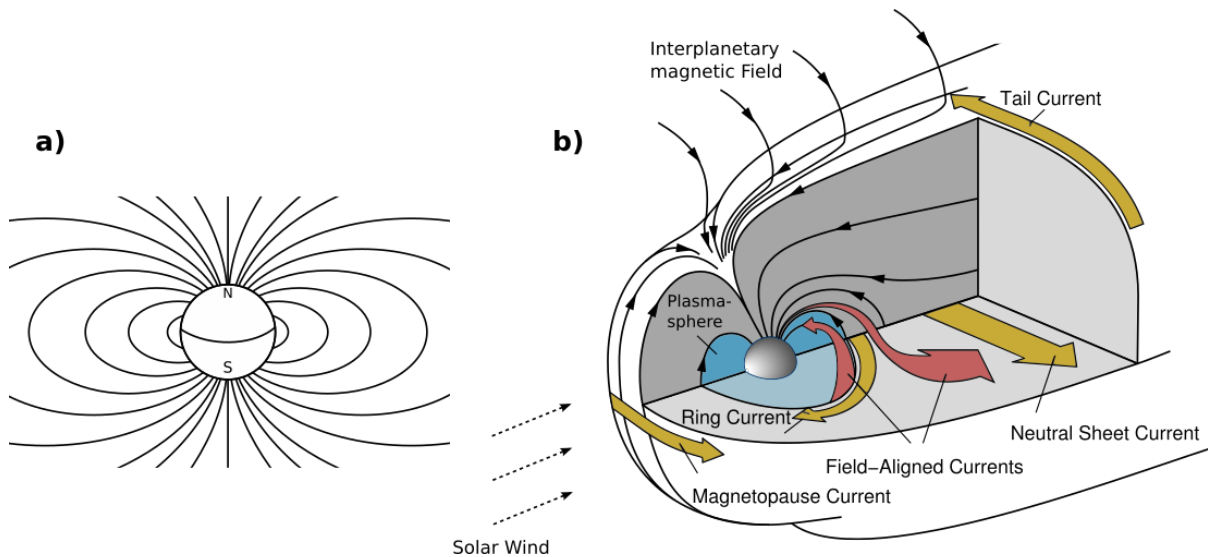 a)
N
S
b)
Interplanetary
magnetic Field
Tail Current
Plasma-
sphere
Ring Current
Neutral Sheet Current
Field–Aligned Currents
Magnetopause Current
Solar Wind